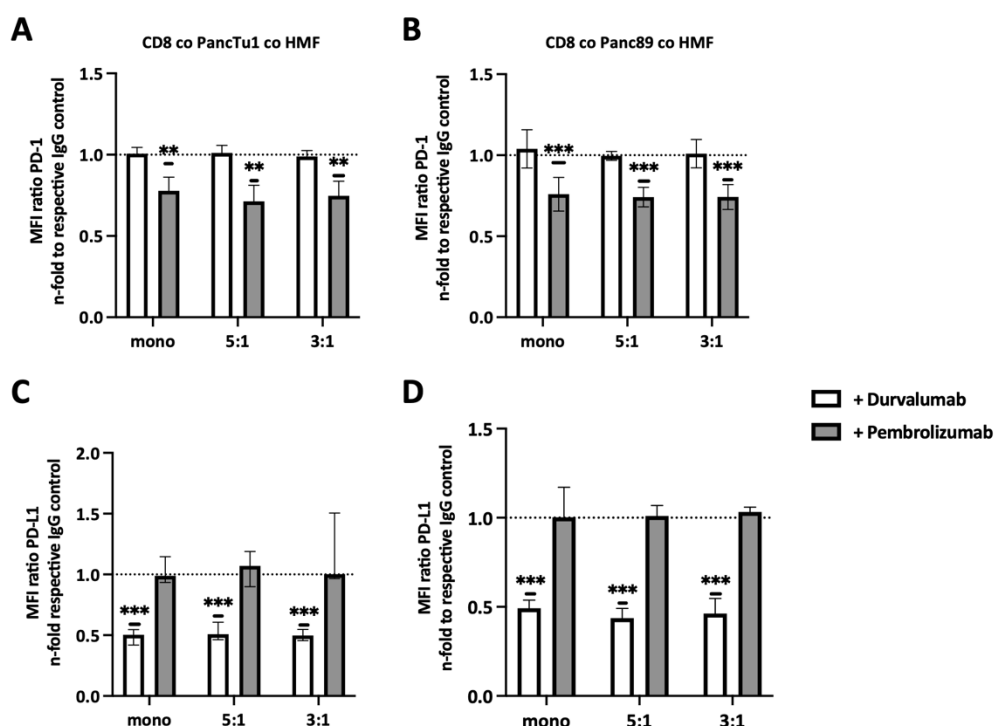 A
CD8 co PancTu1 co HMF
MFI ratio PD-1
n-fold to respective IgG control
1.5
1.0
0.5
0.0
**
**
**
mono
5:1
3:1
B
CD8 co Panc89 co HMF
MFI ratio PD-1
n-fold to respective IgG control
1.5
1.0
0.5
0.0
***
***
***
mono
5:1
3:1
C
MFI ratio PD-L1
n-fold to respective IgG control
2.0
1.5
1.0
0.5
0.0
***
***
***
mono
5:1
3:1
D
MFI ratio PD-L1
n-fold to respective IgG control
1.5
1.0
0.5
0.0
***
***
***
mono
5:1
3:1
+ Durvalumab
+ Pembrolizumab